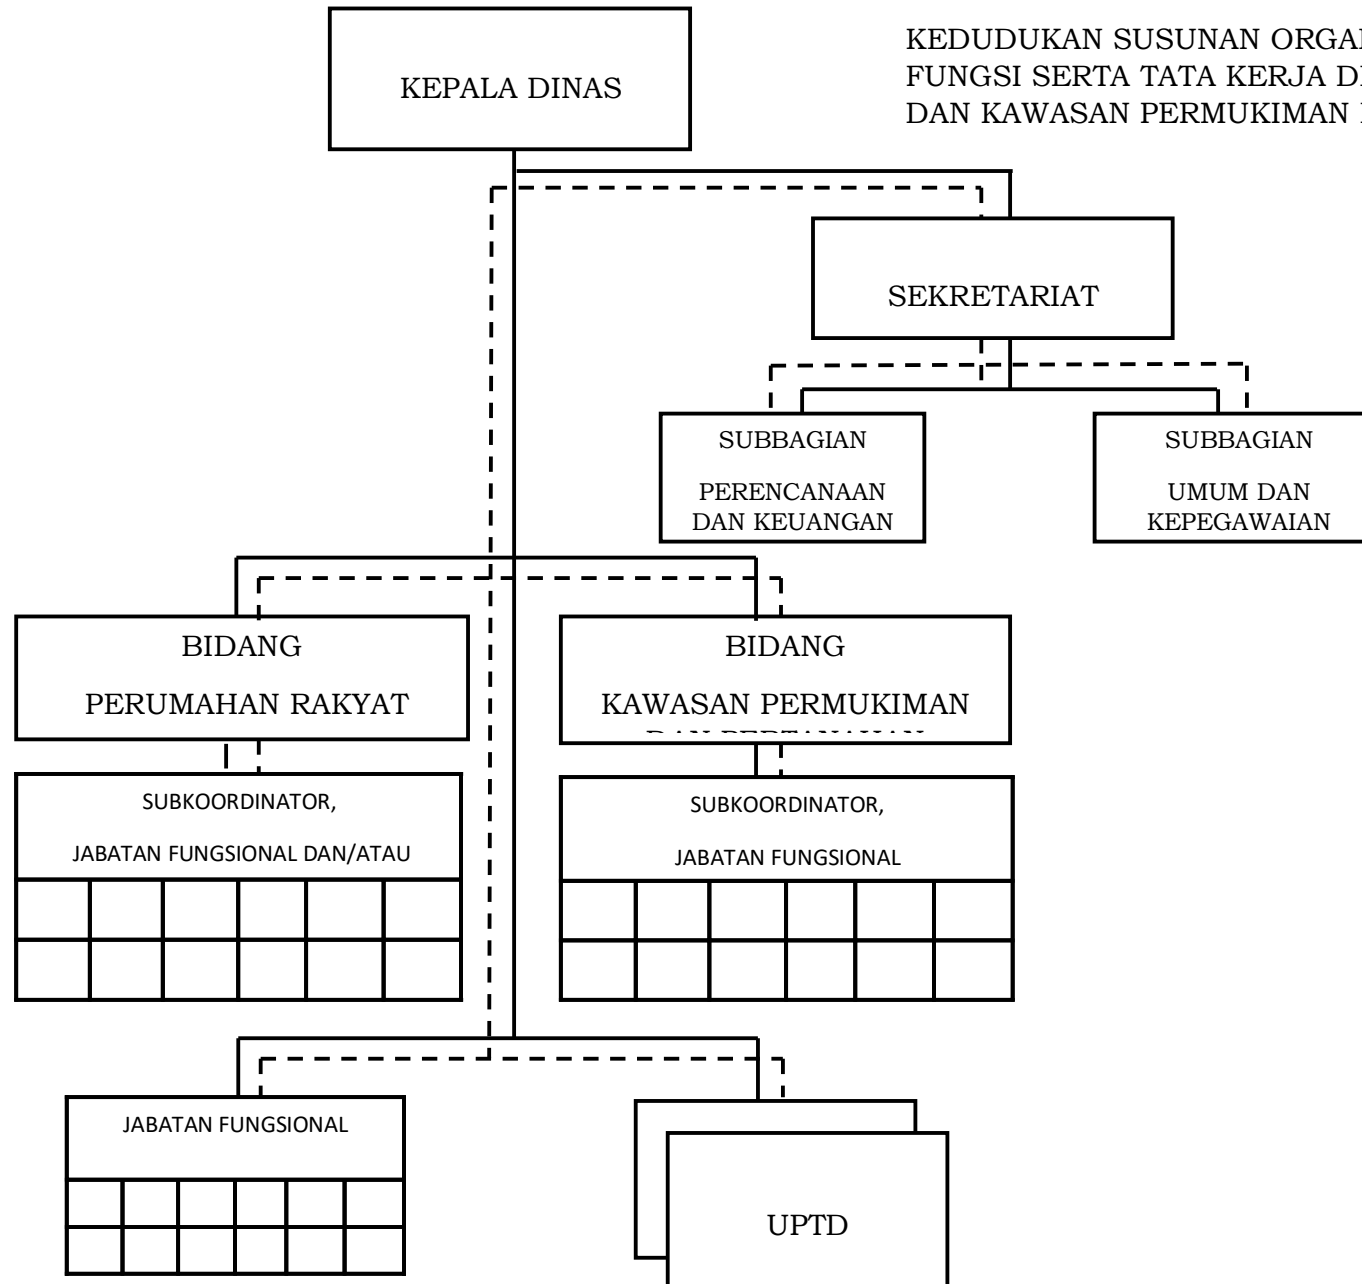 KEPALA DINAS
KEDUDUKAN SUSUNAN ORGA
FUNGSI SERTA TATA KERJA D
DAN KAWASAN PERMUKIMAN
SEKRETARIAT
SUBBAGIAN
PERENCANAAN
DAN KEUANGAN
SUBBAGIAN
UMUM DAN
KEPEGAWAIAN
BIDANG
PERUMAHAN RAKYAT
BIDANG
KAWASAN PERMUKIMAN
DAN PERTANAHAN
SUBKOORDINATOR,
JABATAN FUNGSIONAL DAN/ATAU
SUBKOORDINATOR,
JABATAN FUNGSIONAL
JABATAN FUNGSIONAL
UPTD